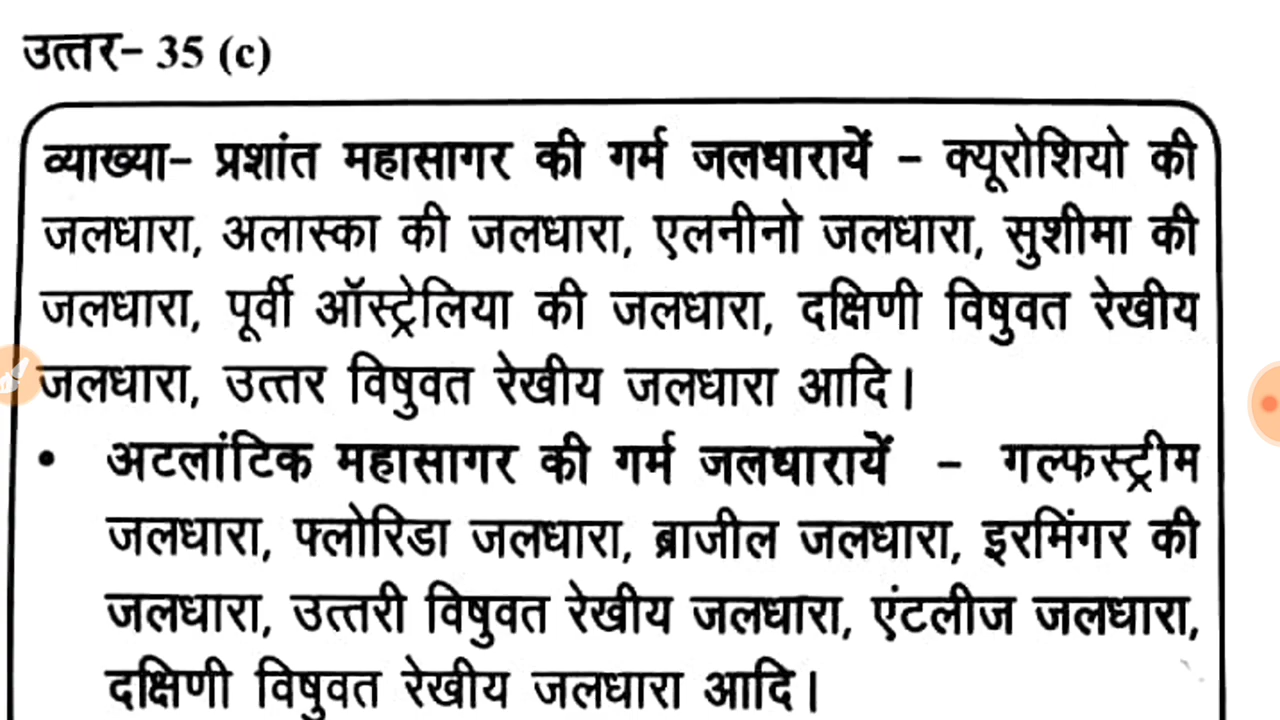 उत्तर- 35 (c)
व्याख्या- प्रशांत महासागर की गर्म जलधारायें - क्यूरोशियो की
जलधारा, अलास्का की जलधारा, एलनीनो जलधारा, सुशीमा की
जलधारा, पूर्वी ऑस्ट्रेलिया की जलधारा, दक्षिणी विषुवत रेखीय
जलधारा, उत्तर विषुवत रेखीय जलधारा आदि।
• अटलांटिक महासागर की गर्म जलधारायें - गल्फस्ट्रीम
जलधारा, फ्लोरिडा जलधारा, ब्राजील जलधारा, इरमिंगर की
जलधारा, उत्तरी विषुवत रेखीय जलधारा, एंटलीज जलधारा,
दक्षिणी विषुवत रेखीय जलधारा आदि।